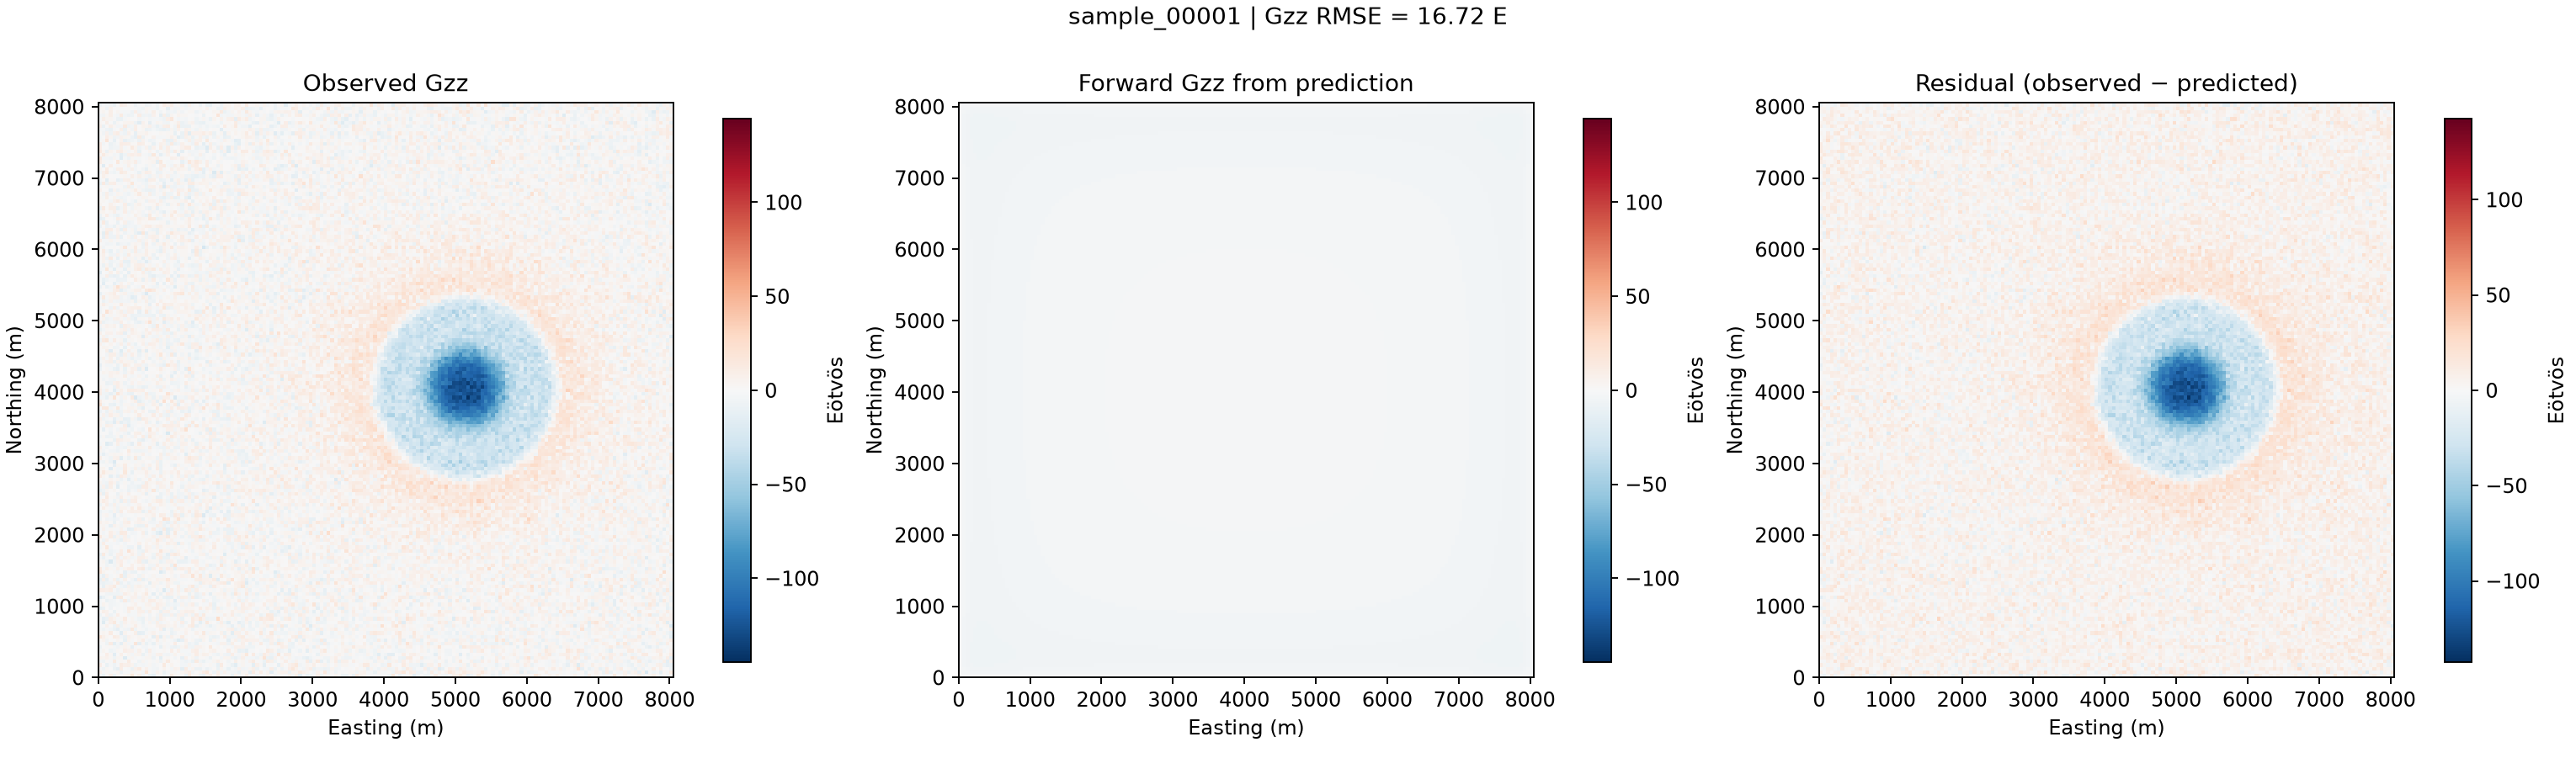 sample_00001 | Gzz RMSE = 16.72 E
Observed Gzz
Forward Gzz from prediction
Residual (observed − predicted)
8000
7000
6000
5000
4000
3000
2000
1000
0
Northing (m)
0 1000 2000 3000 4000 5000 6000 7000 8000
Easting (m)
100
50
0
−50
−100
Eötvös
8000
7000
6000
5000
4000
3000
2000
1000
0
Northing (m)
0 1000 2000 3000 4000 5000 6000 7000 8000
Easting (m)
100
50
0
−50
−100
Eötvös
8000
7000
6000
5000
4000
3000
2000
1000
0
Northing (m)
0 1000 2000 3000 4000 5000 6000 7000 8000
Easting (m)
100
50
0
−50
−100
Eötvös